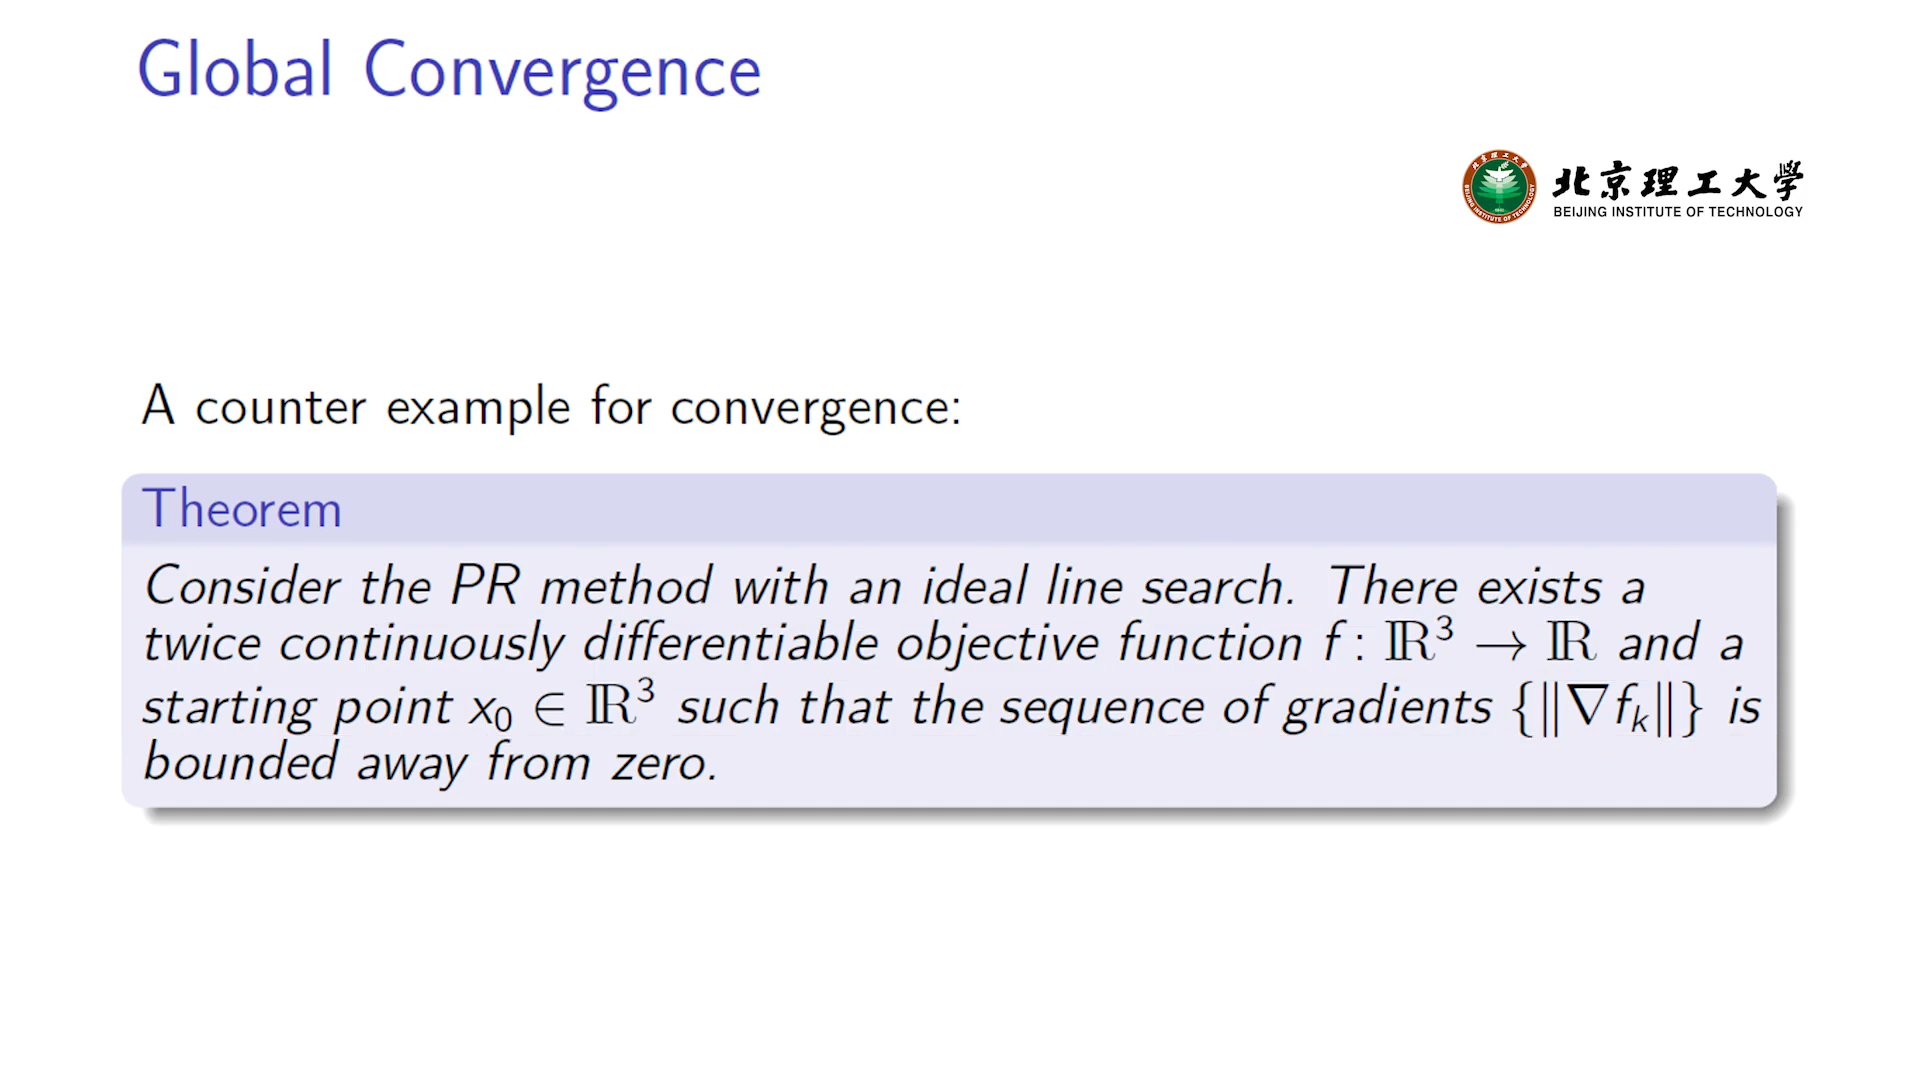 Global Convergence
北京理工大学
BEIJING INSTITUTE OF TECHNOLOGY
A counter example for convergence:
Theorem
Consider the PR method with an ideal line search. There exists a
twice continuously differentiable objective function f : ℝ³ → ℝ and a
starting point x₀ ∈ ℝ³ such that the sequence of gradients {‖∇fₖ‖} is
bounded away from zero.